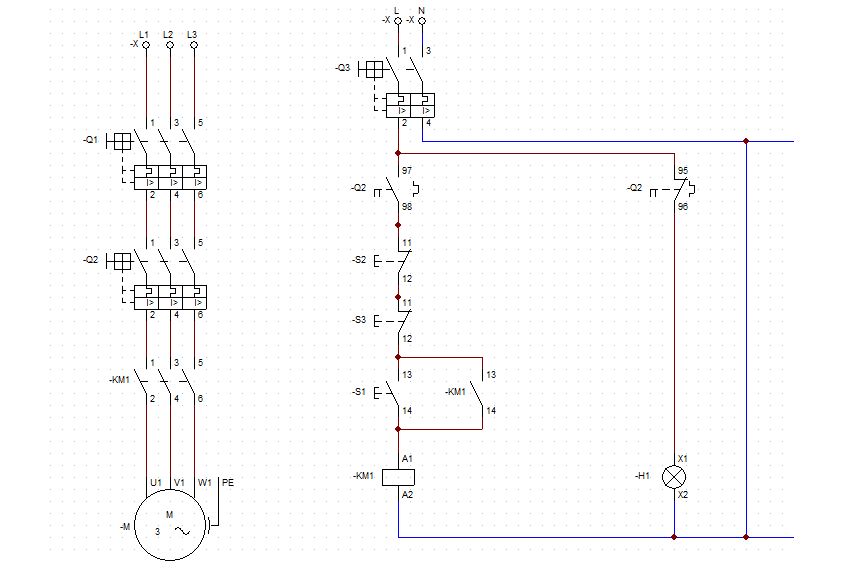 L1 L2 L3
-X
-Q1
1 3 5
I> I> I>
2 4 6
-Q2
1 3 5
I> I> I>
2 4 6
-KM1
1 3 5
2 4 6
U1 V1 W1 PE
-M
M
3
L N
-X -X
1 3
-Q3
I> I>
2 4
97
-Q2
98
11
-S2
12
11
-S3
12
13
-S1
14
13
-KM1
14
A1
-KM1
A2
95
-Q2
96
X1
-H1
X2